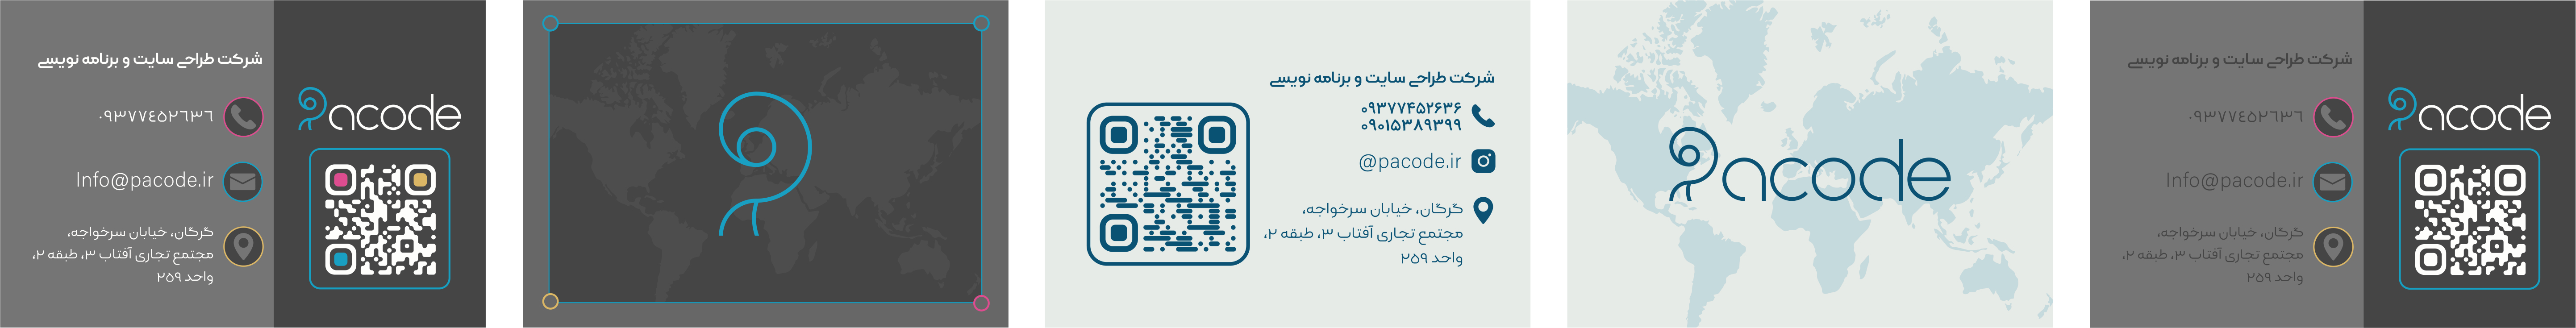 شرکت طراحی سایت و برنامه نویسی
۰۹۳۷۷٤۵۲٦۳٦
Info@pacode.ir
گرگان، خیابان سرخواجه،
مجتمع تجاری آفتاب ۳، طبقه ۲،
واحد ۲۵۹
Pacode
شرکت طراحی سایت و برنامه نویسی
۰۹۳۷۷۴۵۲۶۳۶
۰۹۰۱۵۳۸۹۳۹۹
@pacode.ir
گرگان، خیابان سرخواجه،
مجتمع تجاری آفتاب ۳، طبقه ۲،
واحد ۲۵۹
Pacode
شرکت طراحی سایت و برنامه نویسی
۰۹۳۷۷٤۵۲٦۳٦
Info@pacode.ir
گرگان، خیابان سرخواجه،
مجتمع تجاری آفتاب ۳، طبقه ۲،
واحد ۲۵۹
Pacode